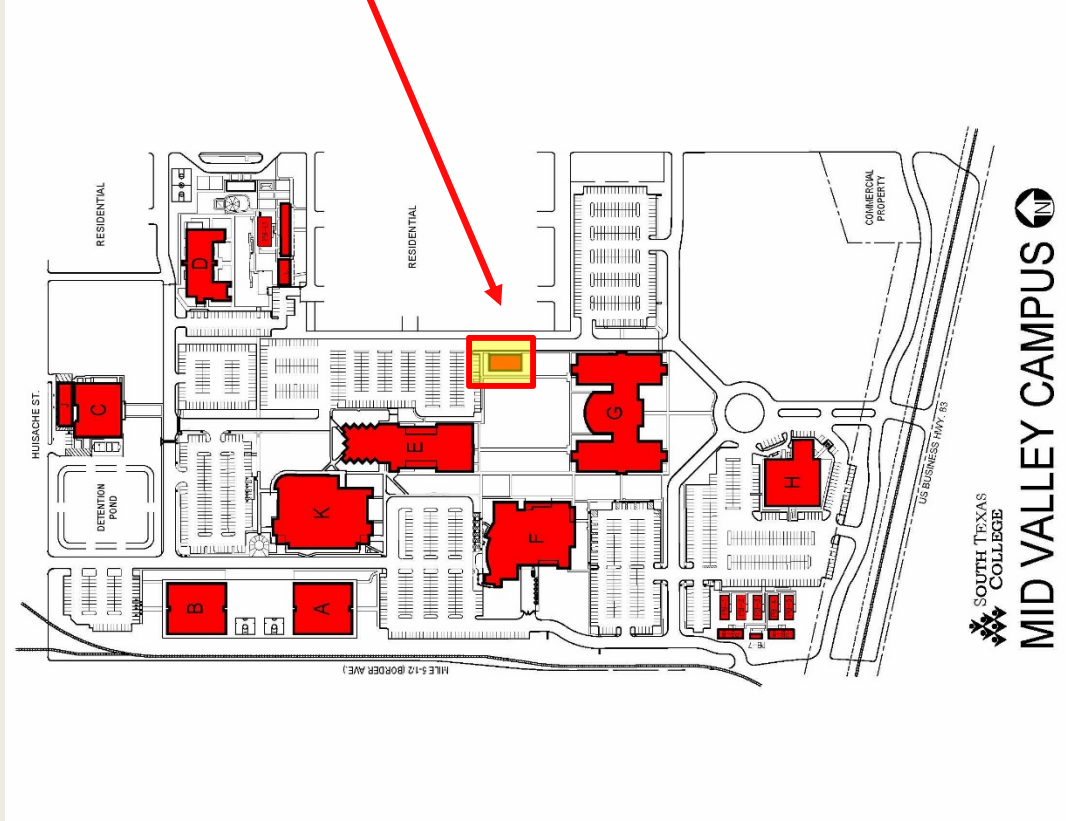 RESIDENTIAL
D
RESIDENTIAL
COMMERCIAL
PROPERTY
HUISACHE ST.
J
C
DETENTION
POND
E
G
K
F
H
B
A
MILE 5-1/2 (BORDER AVE.)
US BUSINESS HWY. 83
SOUTH TEXAS
COLLEGE
MID VALLEY CAMPUS
N